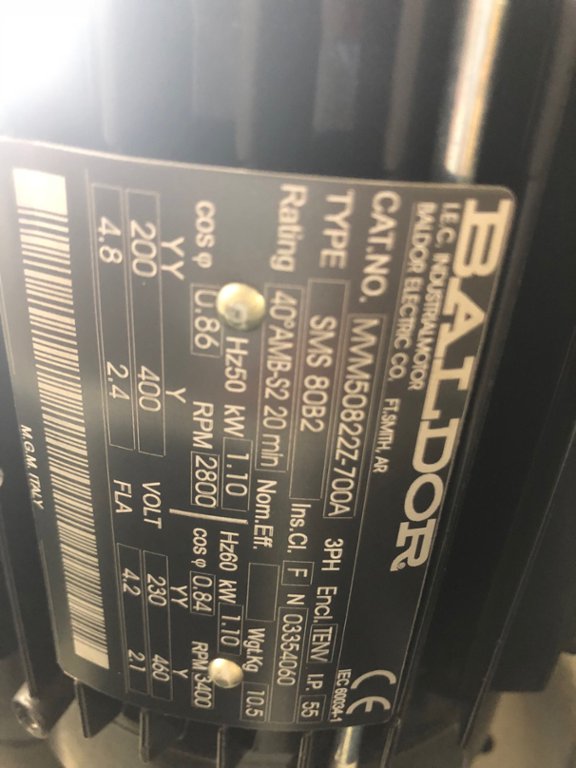 BALDOR
I.E.C. INDUSTRIAL MOTOR
BALDOR ELECTRIC CO. FT.SMITH, AR
CE
IEC 60034-1
CAT.NO. MVM50822Z-700A 3PH Encl. TENV I.P. 55
TYPE SMS 80B2 Ins.Cl. F N 03354060
Rating 40°AMB-S2 20 min Nom.Eff. Wgt.Kg 10.5
Hz50 kW 1.10 Hz60 kW 1.10
cos φ 0.86 RPM 2800 cos φ 0.84 RPM 3400
YY Y YY Y
200 400 VOLT 230 460
4.8 2.4 FLA 4.2 2.1
M.G.M. ITALY